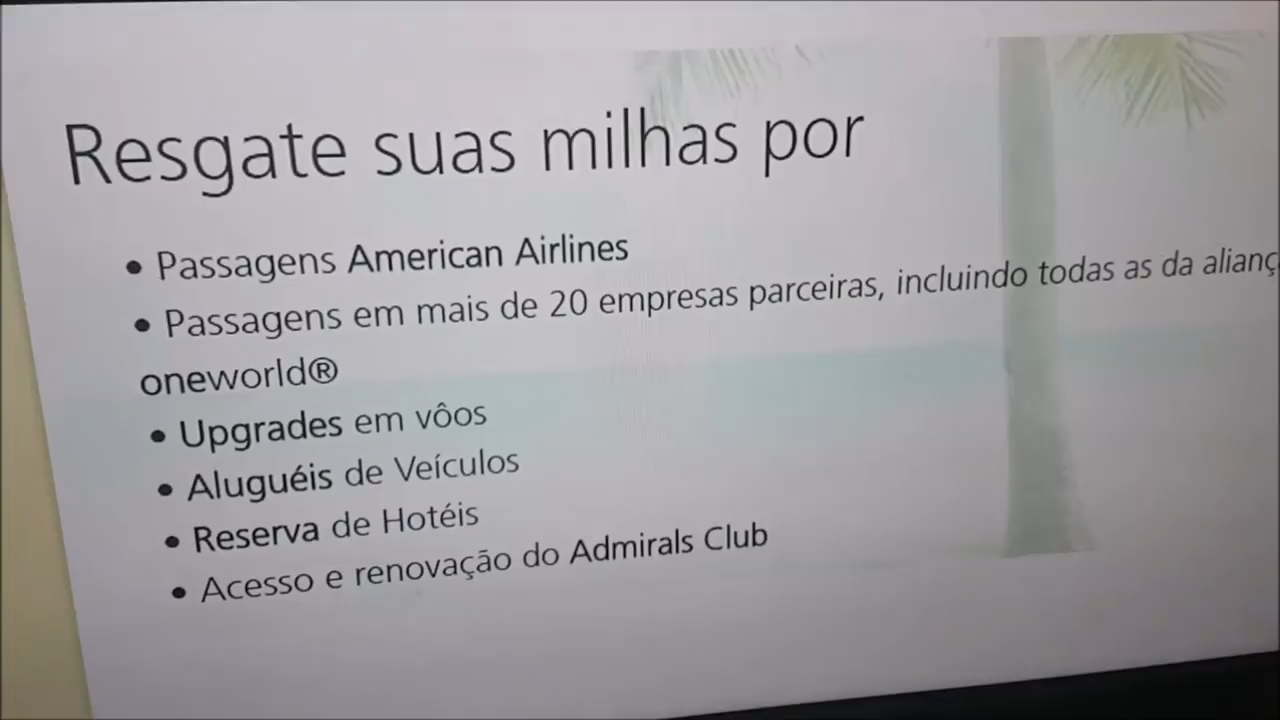 Resgate suas milhas por
• Passagens American Airlines
• Passagens em mais de 20 empresas parceiras, incluindo todas as da alianç
oneworld®
• Upgrades em vôos
• Aluguéis de Veículos
• Reserva de Hotéis
• Acesso e renovação do Admirals Club